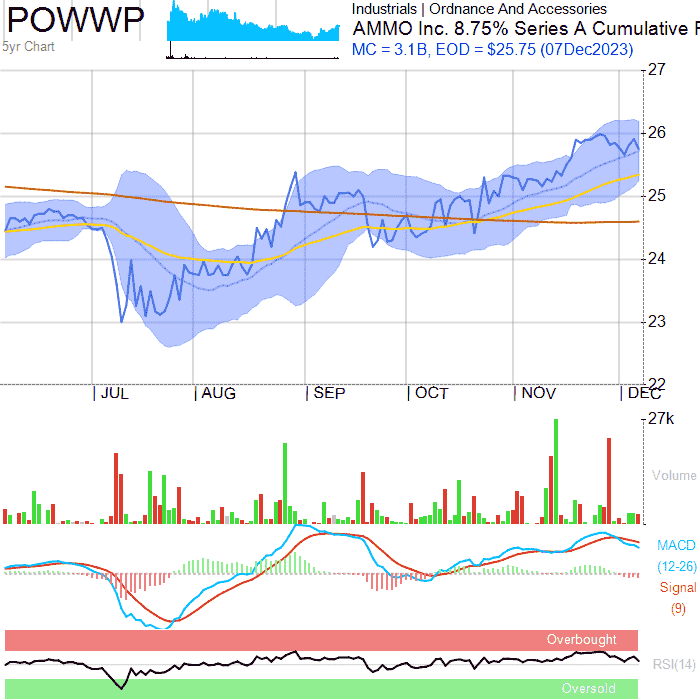 POWWP
5yr Chart
Industrials | Ordnance And Accessories
AMMO Inc. 8.75% Series A Cumulative
MC = 3.1B, EOD = $25.75 (07Dec2023)
27
26
25
24
23
22
JUL AUG SEP OCT NOV DEC
27k
Volume
MACD
(12-26)
Signal
(9)
Overbought
RSI(14)
Oversold